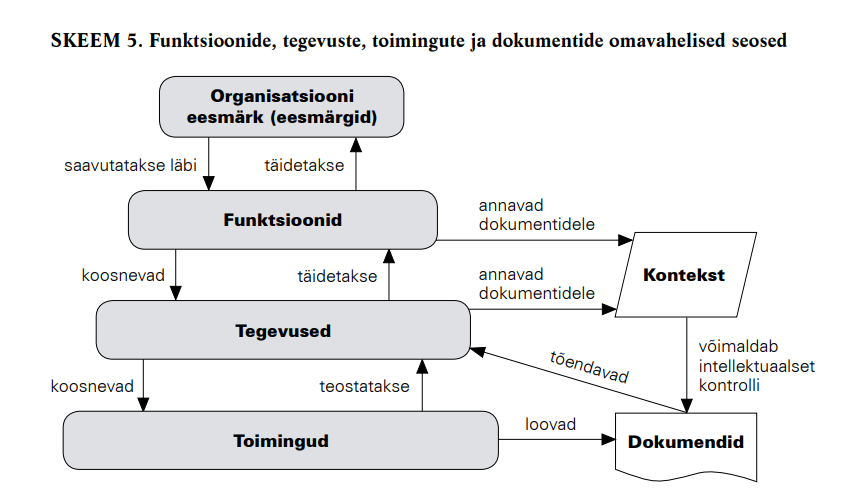 SKEEM 5. Funktsioonide, tegevuste, toimingute ja dokumentide omavahelised seosed
Organisatsiooni
eesmärk (eesmärgid)
saavutatakse läbi
täidetakse
Funktsioonid
annavad
dokumentidele
koosnevad
täidetakse
annavad
dokumentidele
Kontekst
Tegevused
võimaldab
intellektuaalset
kontrolli
tõendavad
koosnevad
teostatakse
Toimingud
loovad
Dokumendid